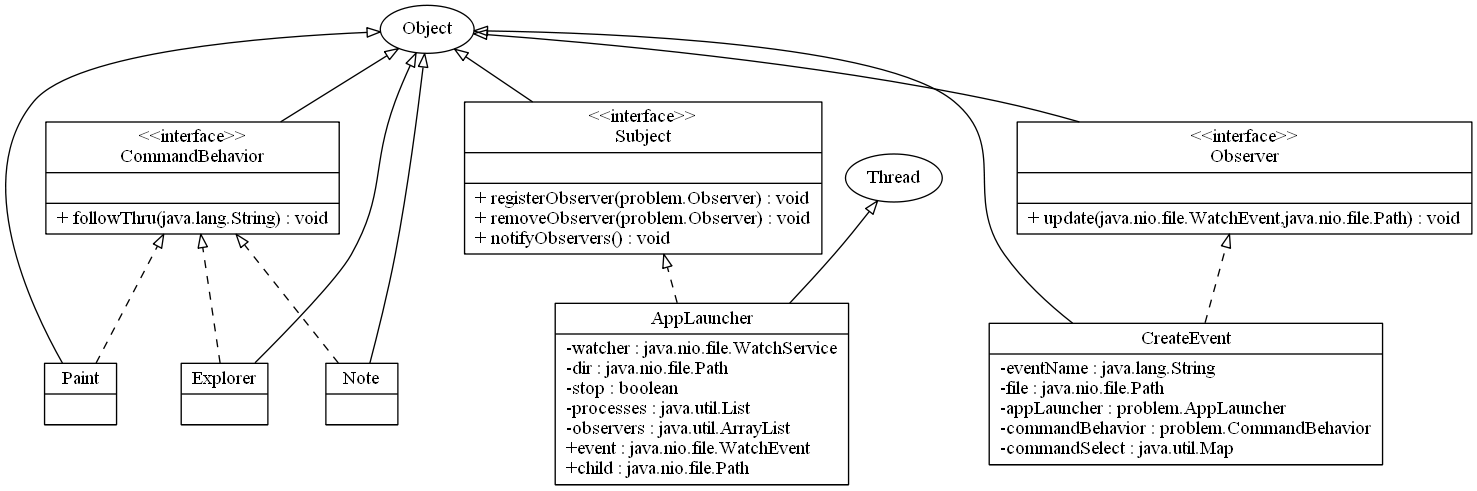 Object
<<interface>>
CommandBehavior
+ followThru(java.lang.String) : void
<<interface>>
Subject
+ registerObserver(problem.Observer) : void
+ removeObserver(problem.Observer) : void
+ notifyObservers() : void
Thread
<<interface>>
Observer
+ update(java.nio.file.WatchEvent,java.nio.file.Path) : void
Paint
Explorer
Note
AppLauncher
-watcher : java.nio.file.WatchService
-dir : java.nio.file.Path
-stop : boolean
-processes : java.util.List
-observers : java.util.ArrayList
+event : java.nio.file.WatchEvent
+child : java.nio.file.Path
CreateEvent
-eventName : java.lang.String
-file : java.nio.file.Path
-appLauncher : problem.AppLauncher
-commandBehavior : problem.CommandBehavior
-commandSelect : java.util.Map